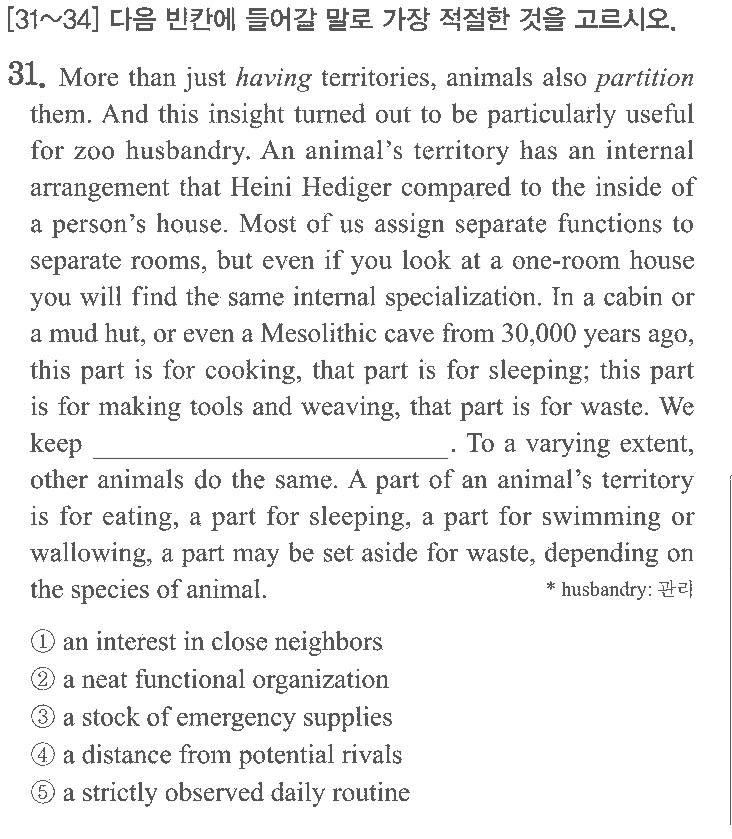 [31~34] 다음 빈칸에 들어갈 말로 가장 적절한 것을 고르시오.
31. More than just having territories, animals also partition
them. And this insight turned out to be particularly useful
for zoo husbandry. An animal's territory has an internal
arrangement that Heini Hediger compared to the inside of
a person's house. Most of us assign separate functions to
separate rooms, but even if you look at a one-room house
you will find the same internal specialization. In a cabin or
a mud hut, or even a Mesolithic cave from 30,000 years ago,
this part is for cooking, that part is for sleeping; this part
is for making tools and weaving, that part is for waste. We
keep ____________________. To a varying extent,
other animals do the same. A part of an animal's territory
is for eating, a part for sleeping, a part for swimming or
wallowing, a part may be set aside for waste, depending on
the species of animal.
* husbandry: 관리
① an interest in close neighbors
② a neat functional organization
③ a stock of emergency supplies
④ a distance from potential rivals
⑤ a strictly observed daily routine